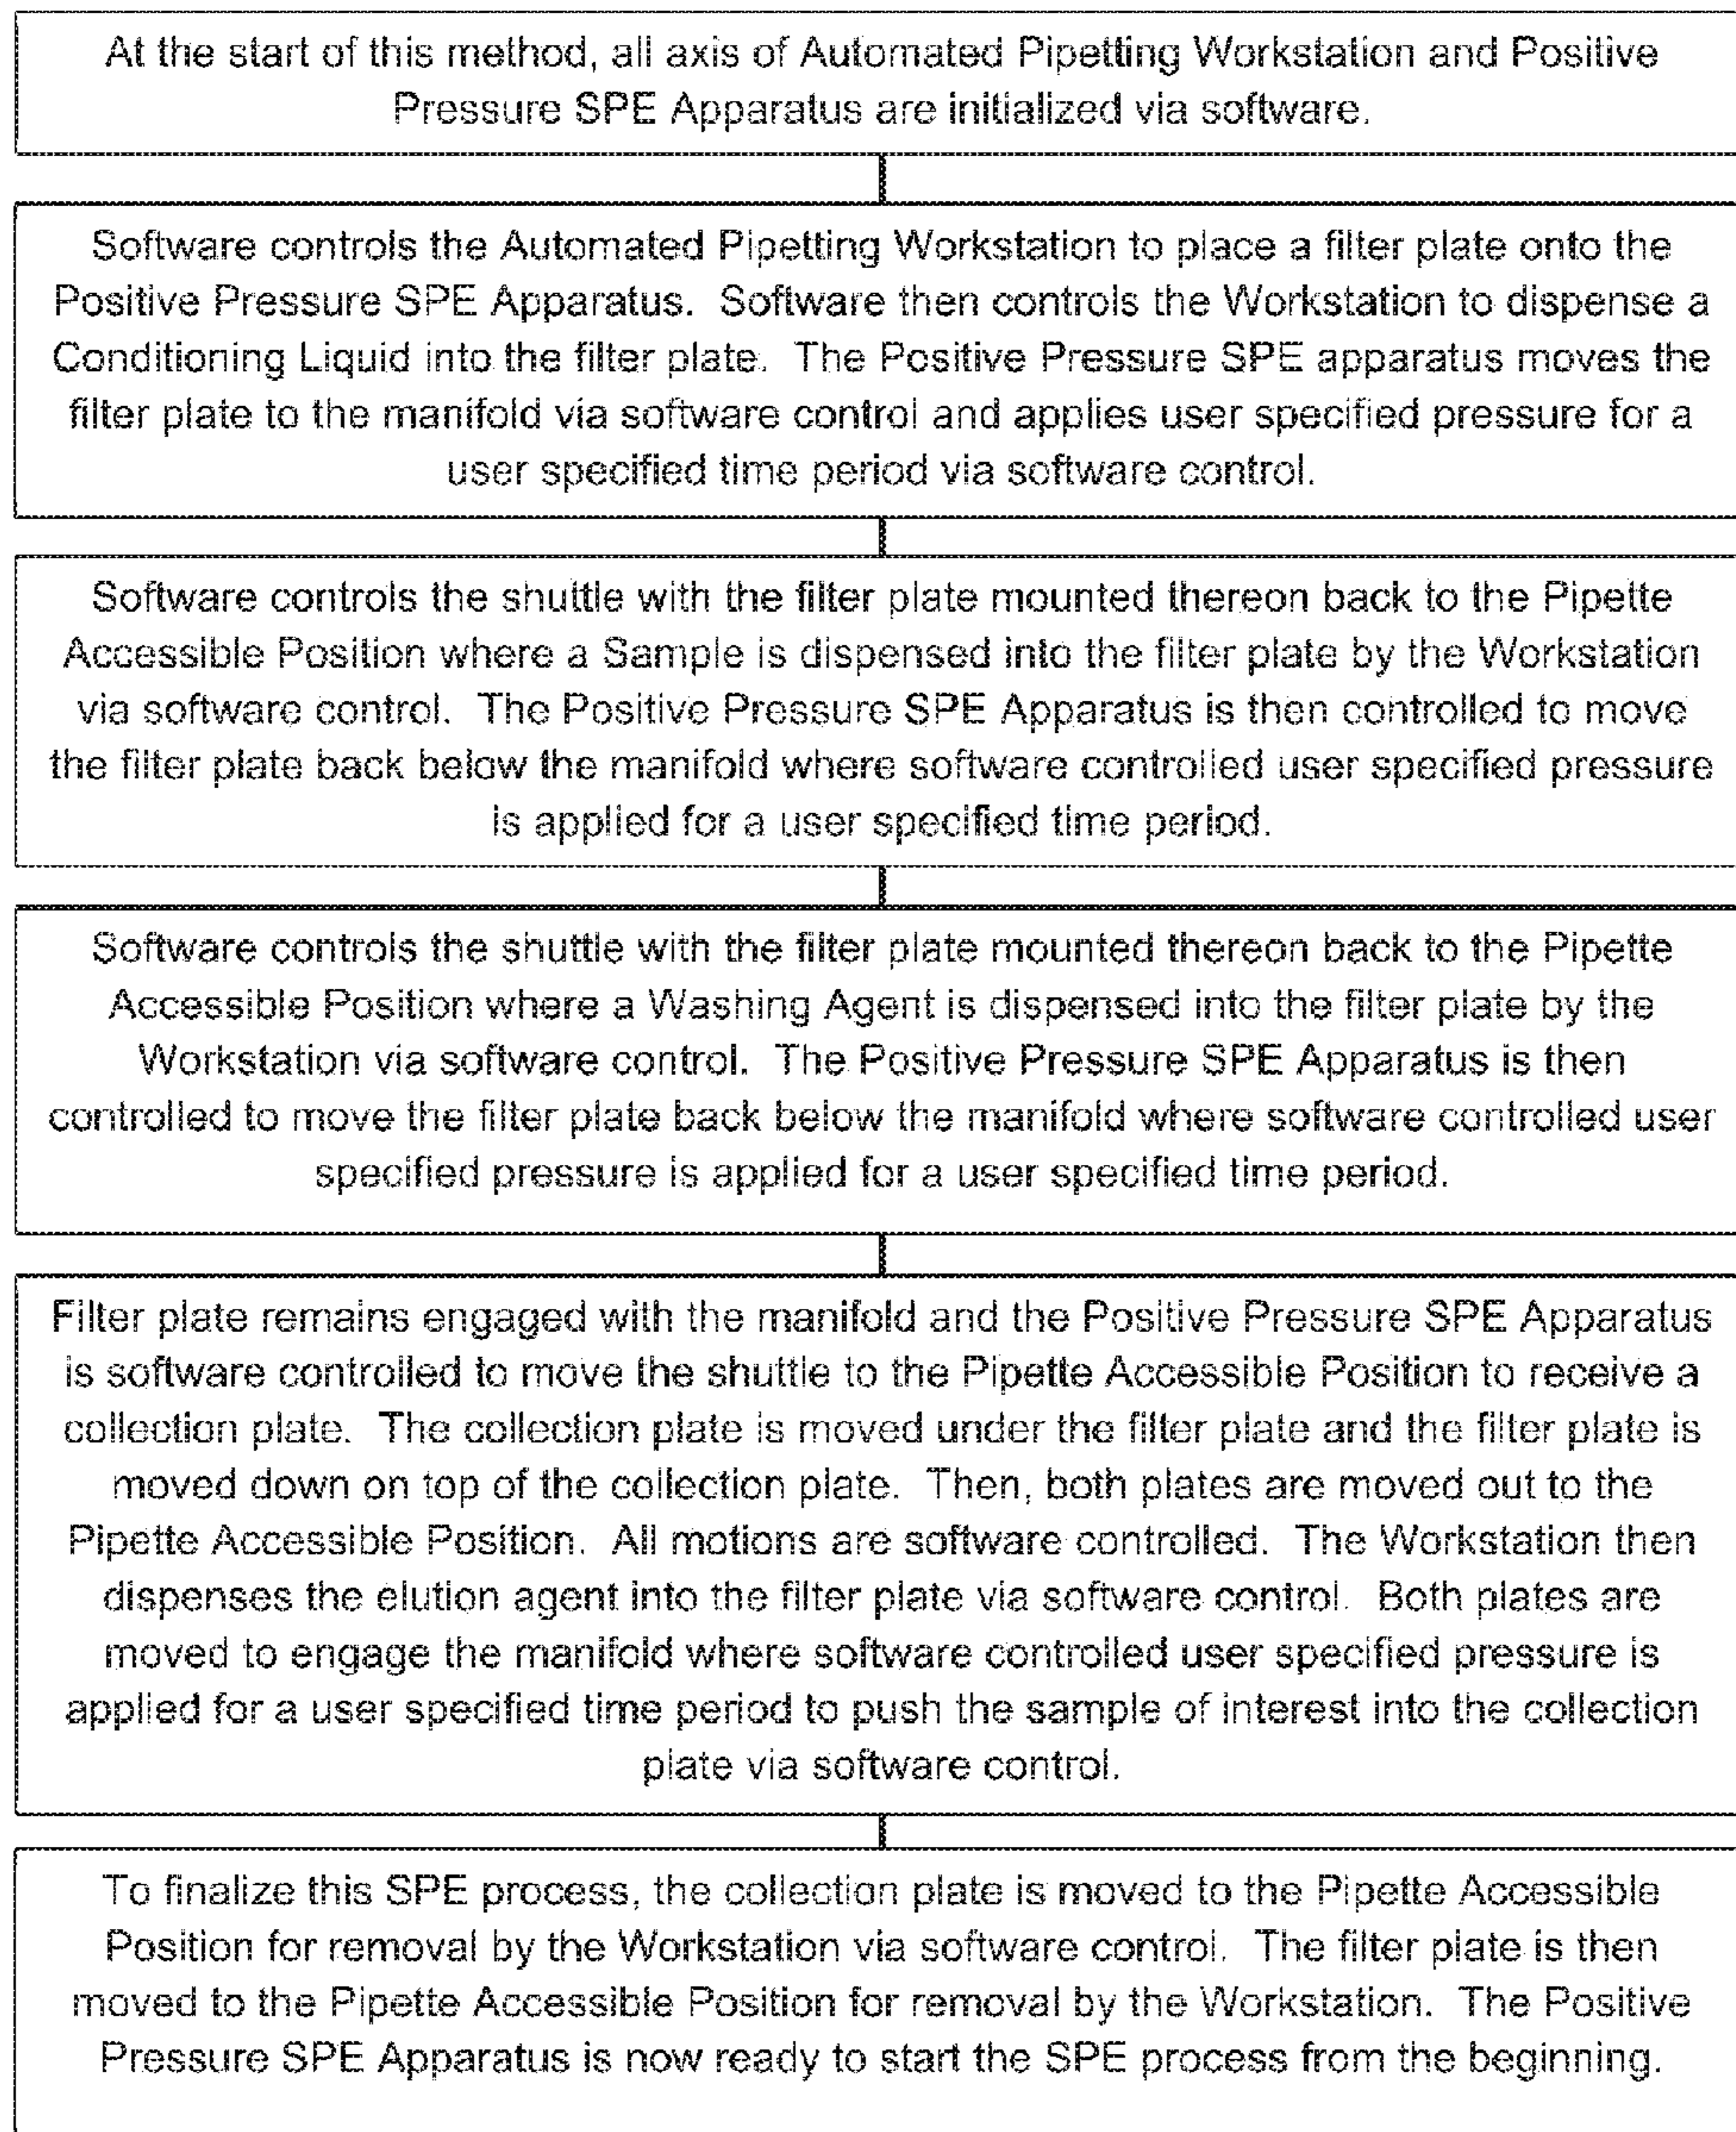 At the start of this method, all axis of Automated Pipetting Workstation and Positive
Pressure SPE Apparatus are initialized via software.
Software controls the Automated Pipetting Workstation to place a filter plate onto the
Positive Pressure SPE Apparatus. Software then controls the Workstation to dispense a
Conditioning Liquid into the filter plate. The Positive Pressure SPE apparatus moves the
filter plate to the manifold via software control and applies user specified pressure for a
user specified time period via software control.
Software controls the shuttle with the filter plate mounted thereon back to the Pipette
Accessible Position where a Sample is dispensed into the filter plate by the Workstation
via software control. The Positive Pressure SPE Apparatus is then controlled to move
the filter plate back below the manifold where software controlled user specified pressure
is applied for a user specified time period.
Software controls the shuttle with the filter plate mounted thereon back to the Pipette
Accessible Position where a Washing Agent is dispensed into the filter plate by the
Workstation via software control. The Positive Pressure SPE Apparatus is then
controlled to move the filter plate back below the manifold where software controlled user
specified pressure is applied for a user specified time period.
Filter plate remains engaged with the manifold and the Positive Pressure SPE Apparatus
is software controlled to move the shuttle to the Pipette Accessible Position to receive a
collection plate. The collection plate is moved under the filter plate and the filter plate is
moved down on top of the collection plate. Then, both plates are moved out to the
Pipette Accessible Position. All motions are software controlled. The Workstation then
dispenses the elution agent into the filter plate via software control. Both plates are
moved to engage the manifold where software controlled user specified pressure is
applied for a user specified time period to push the sample of interest into the collection
plate via software control.
To finalize this SPE process, the collection plate is moved to the Pipette Accessible
Position for removal by the Workstation via software control. The filter plate is then
moved to the Pipette Accessible Position for removal by the Workstation. The Positive
Pressure SPE Apparatus is now ready to start the SPE process from the beginning.